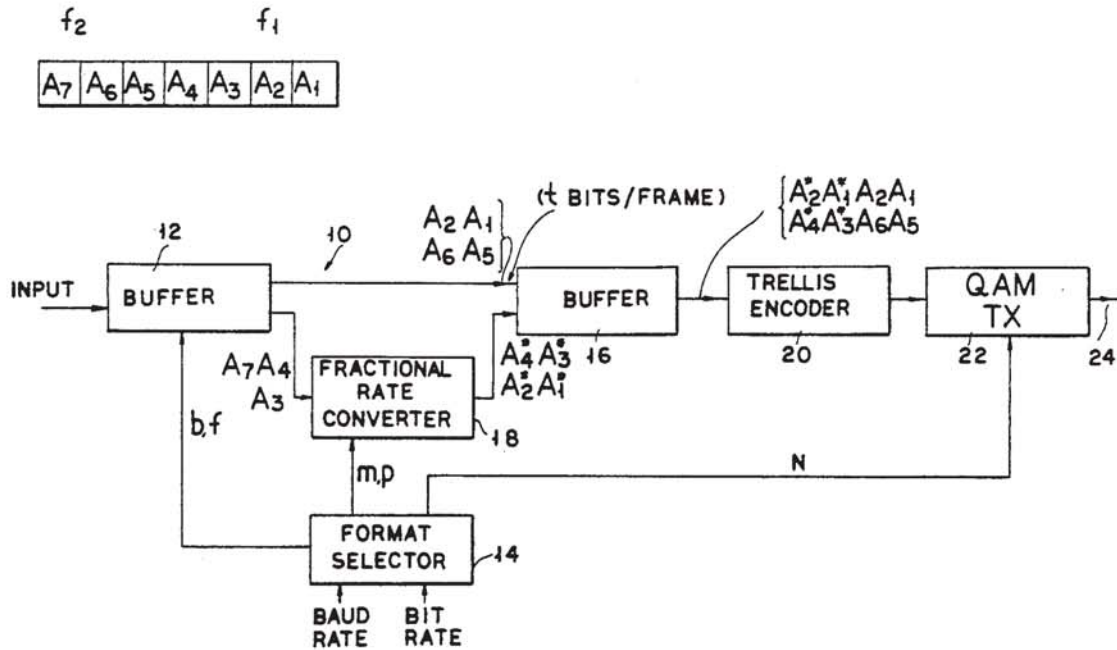 f₂ f₁
A₇ A₆ A₅ A₄ A₃ A₂ A₁
A₂ A₁
A₆ A₅
(t BITS/FRAME)
A₂* A₁* A₂ A₁
A₄* A₃* A₆ A₅
12
10
INPUT
BUFFER
BUFFER
16
TRELLIS
ENCODER
20
QAM
TX
22
24
A₇ A₄
A₃
FRACTIONAL
RATE
CONVERTER
18
A₄* A₃*
A₂* A₁*
b,f
m,p
N
FORMAT
SELECTOR
14
BAUD
RATE
BIT
RATE